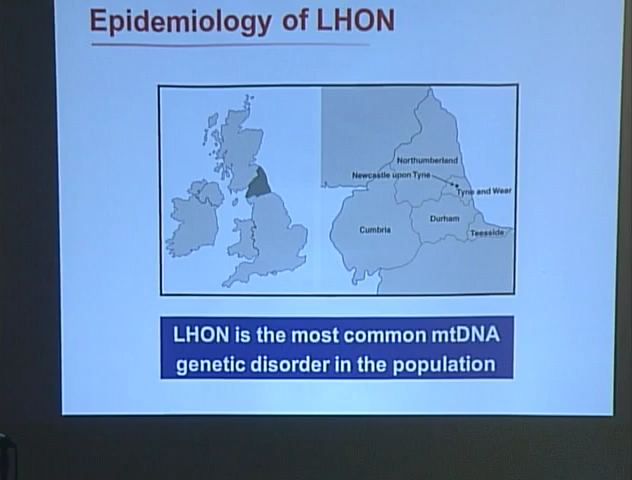 Epidemiology of LHON
Northumberland
Newcastle upon Tyne
Tyne and Wear
Durham
Cumbria
Teesside
LHON is the most common mtDNA
genetic disorder in the population